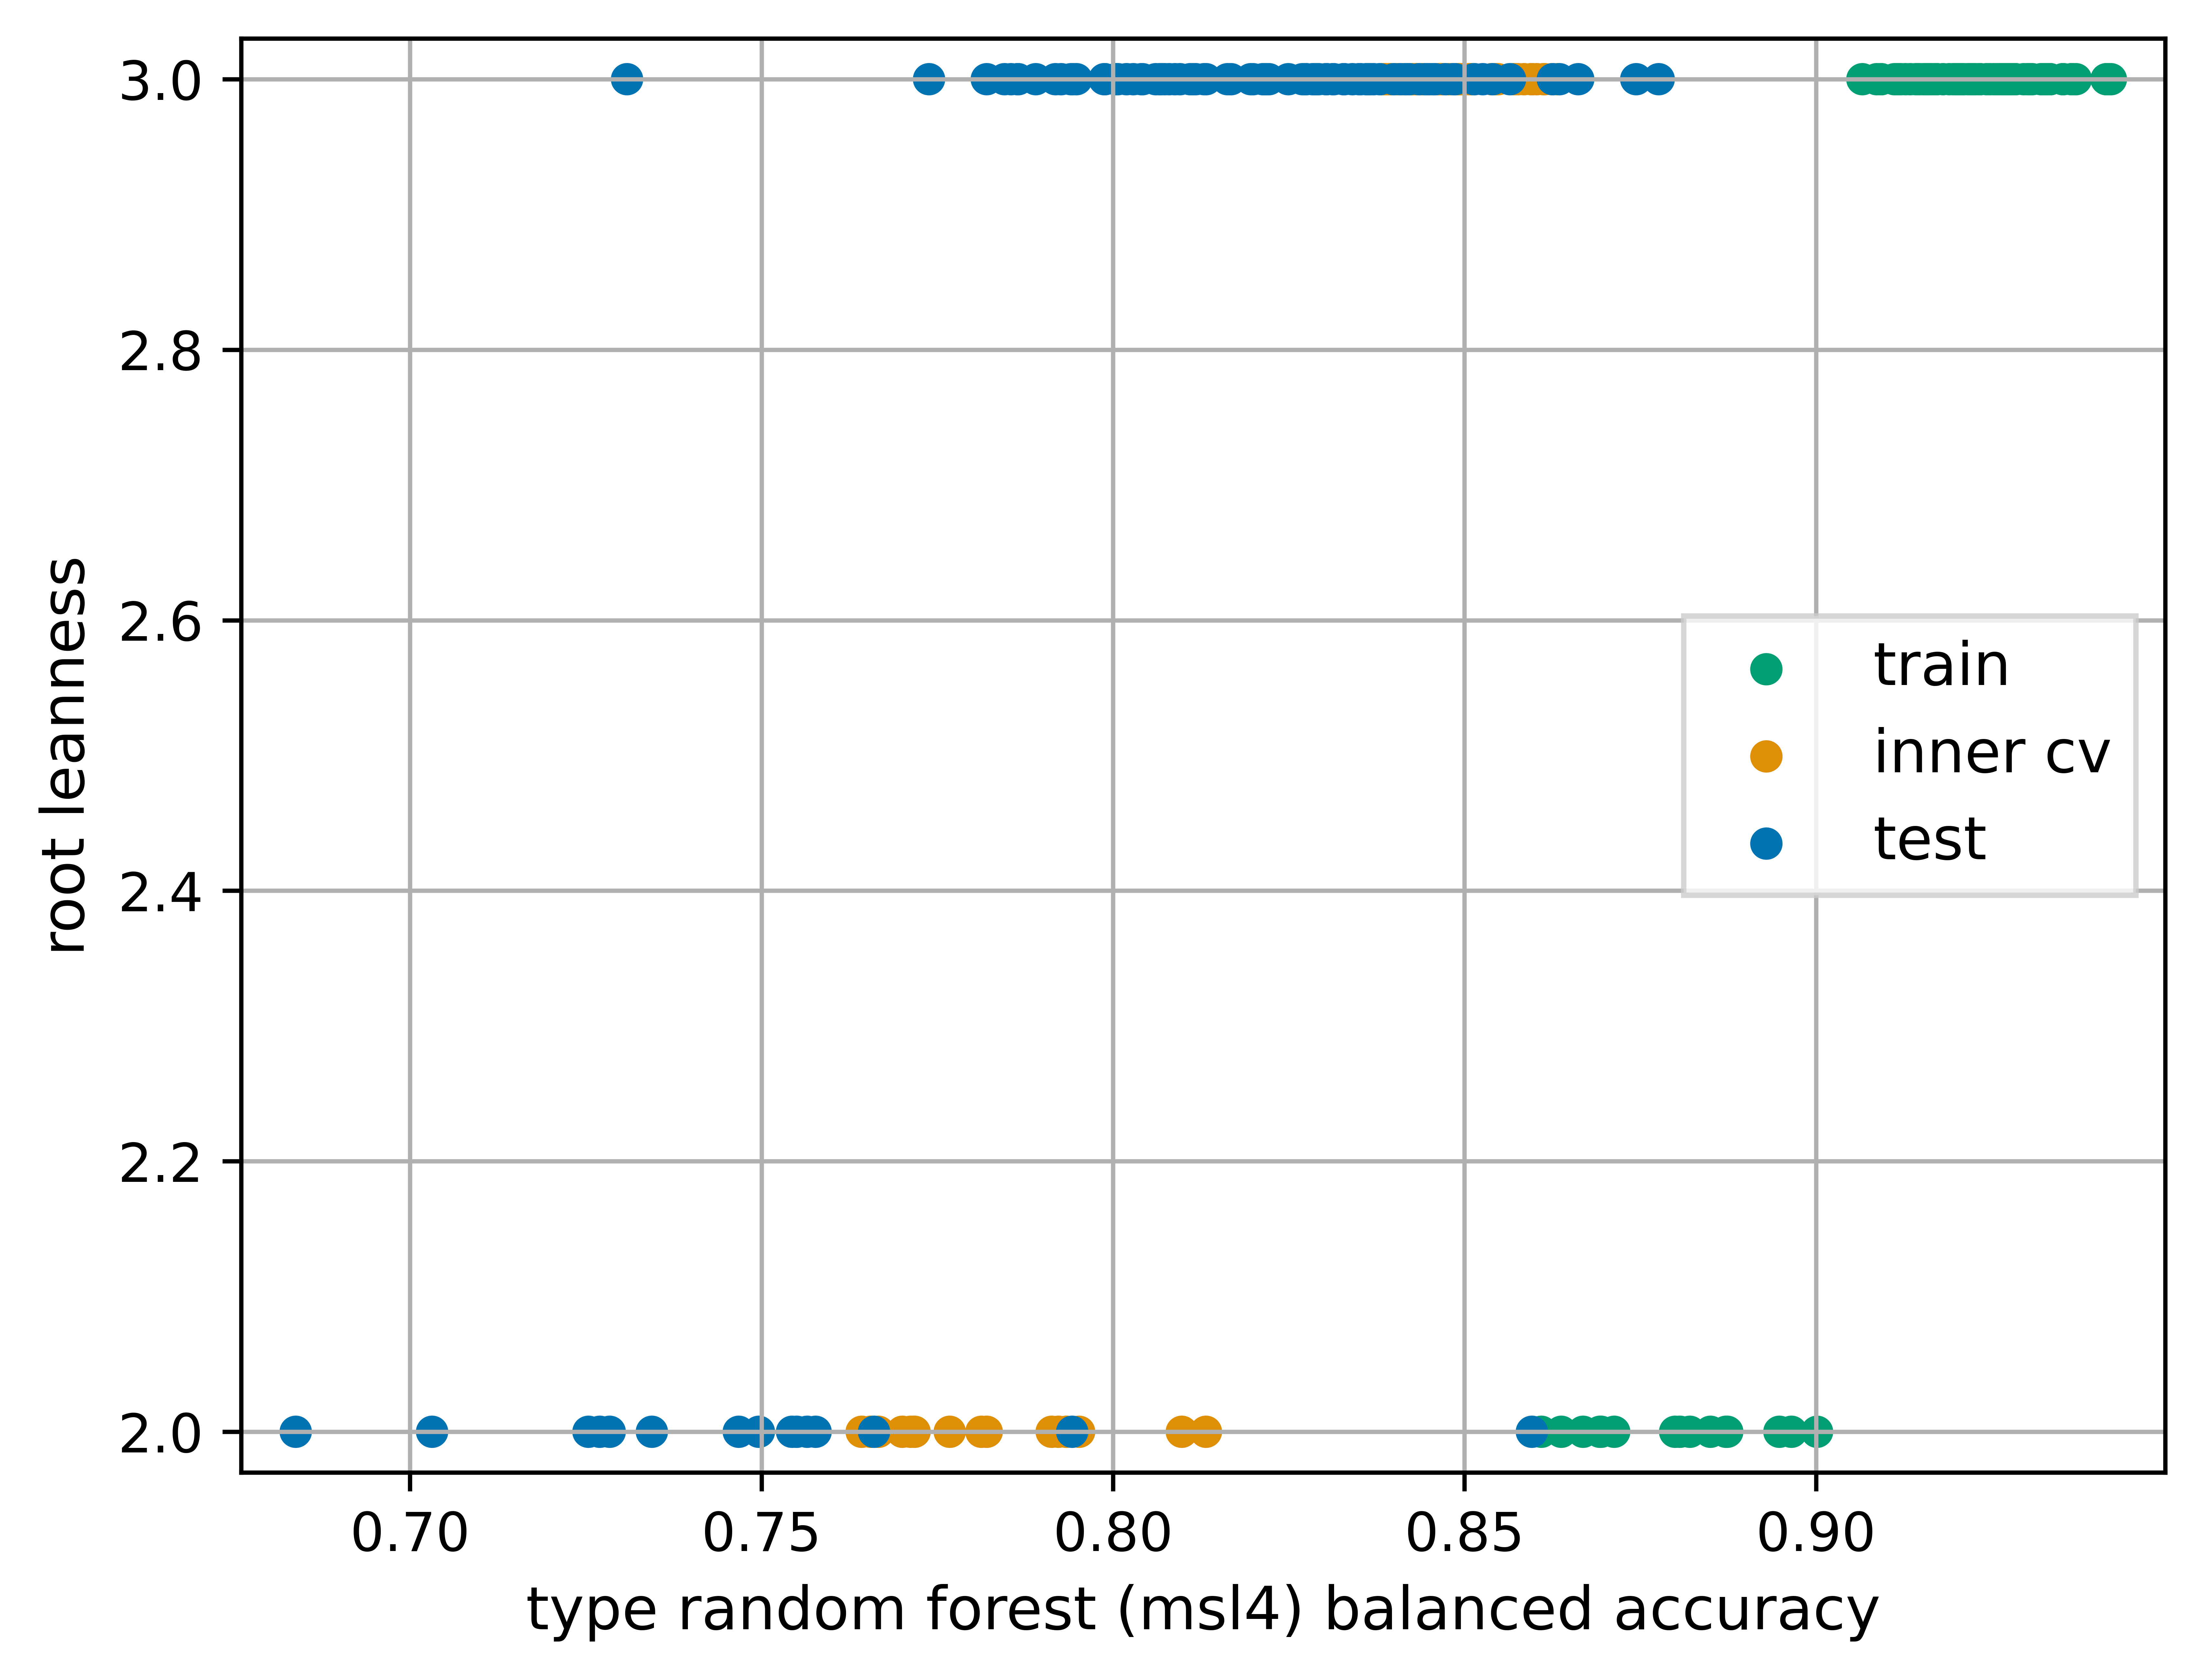 3.0
2.8
2.6
2.4
2.2
2.0
root leanness
train
inner cv
test
0.70 0.75 0.80 0.85 0.90
type random forest (msl4) balanced accuracy